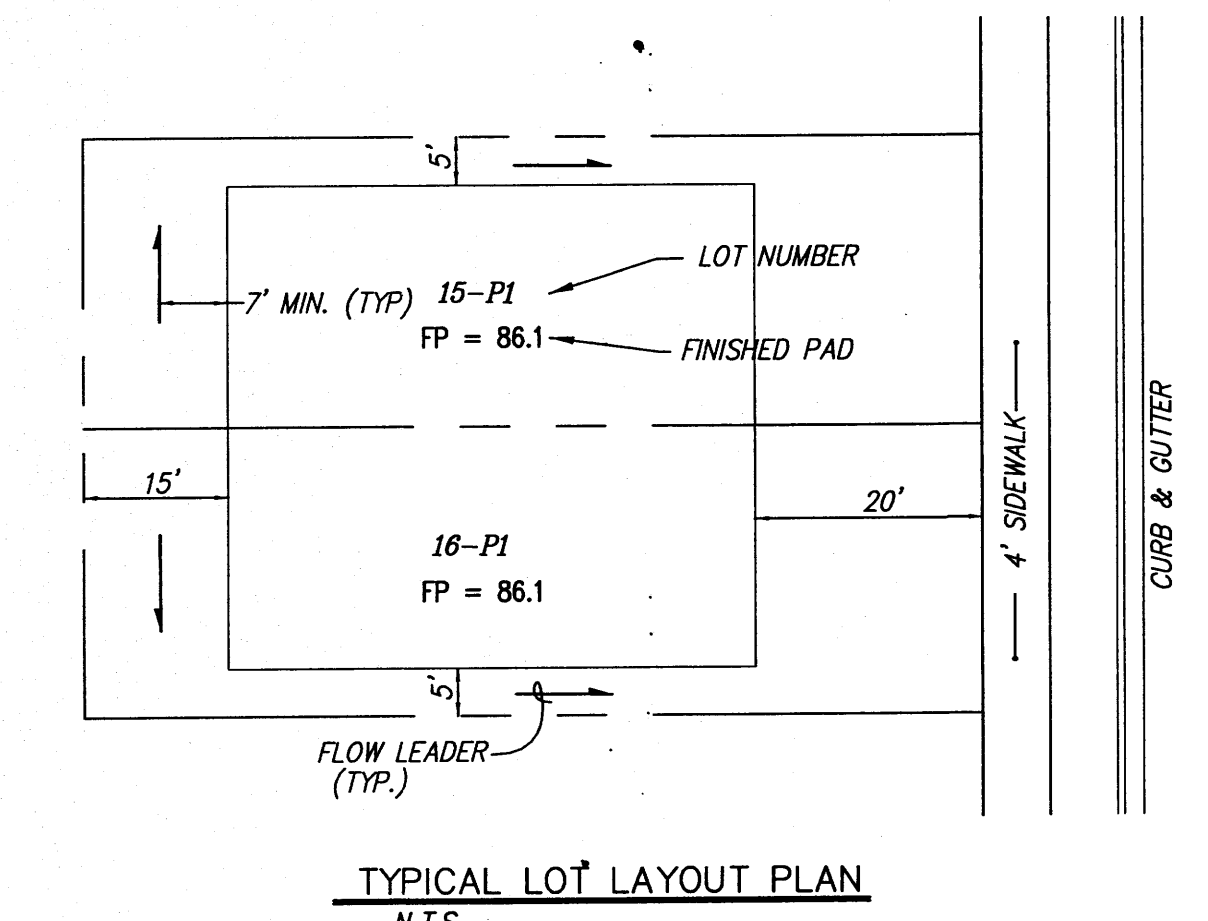 5'
LOT NUMBER
15-P1
7' MIN. (TYP)
FP = 86.1
FINISHED PAD
15'
20'
4' SIDEWALK
CURB & GUTTER
16-P1
FP = 86.1
5'
FLOW LEADER
(TYP.)
TYPICAL LOT LAYOUT PLAN
N.T.S.